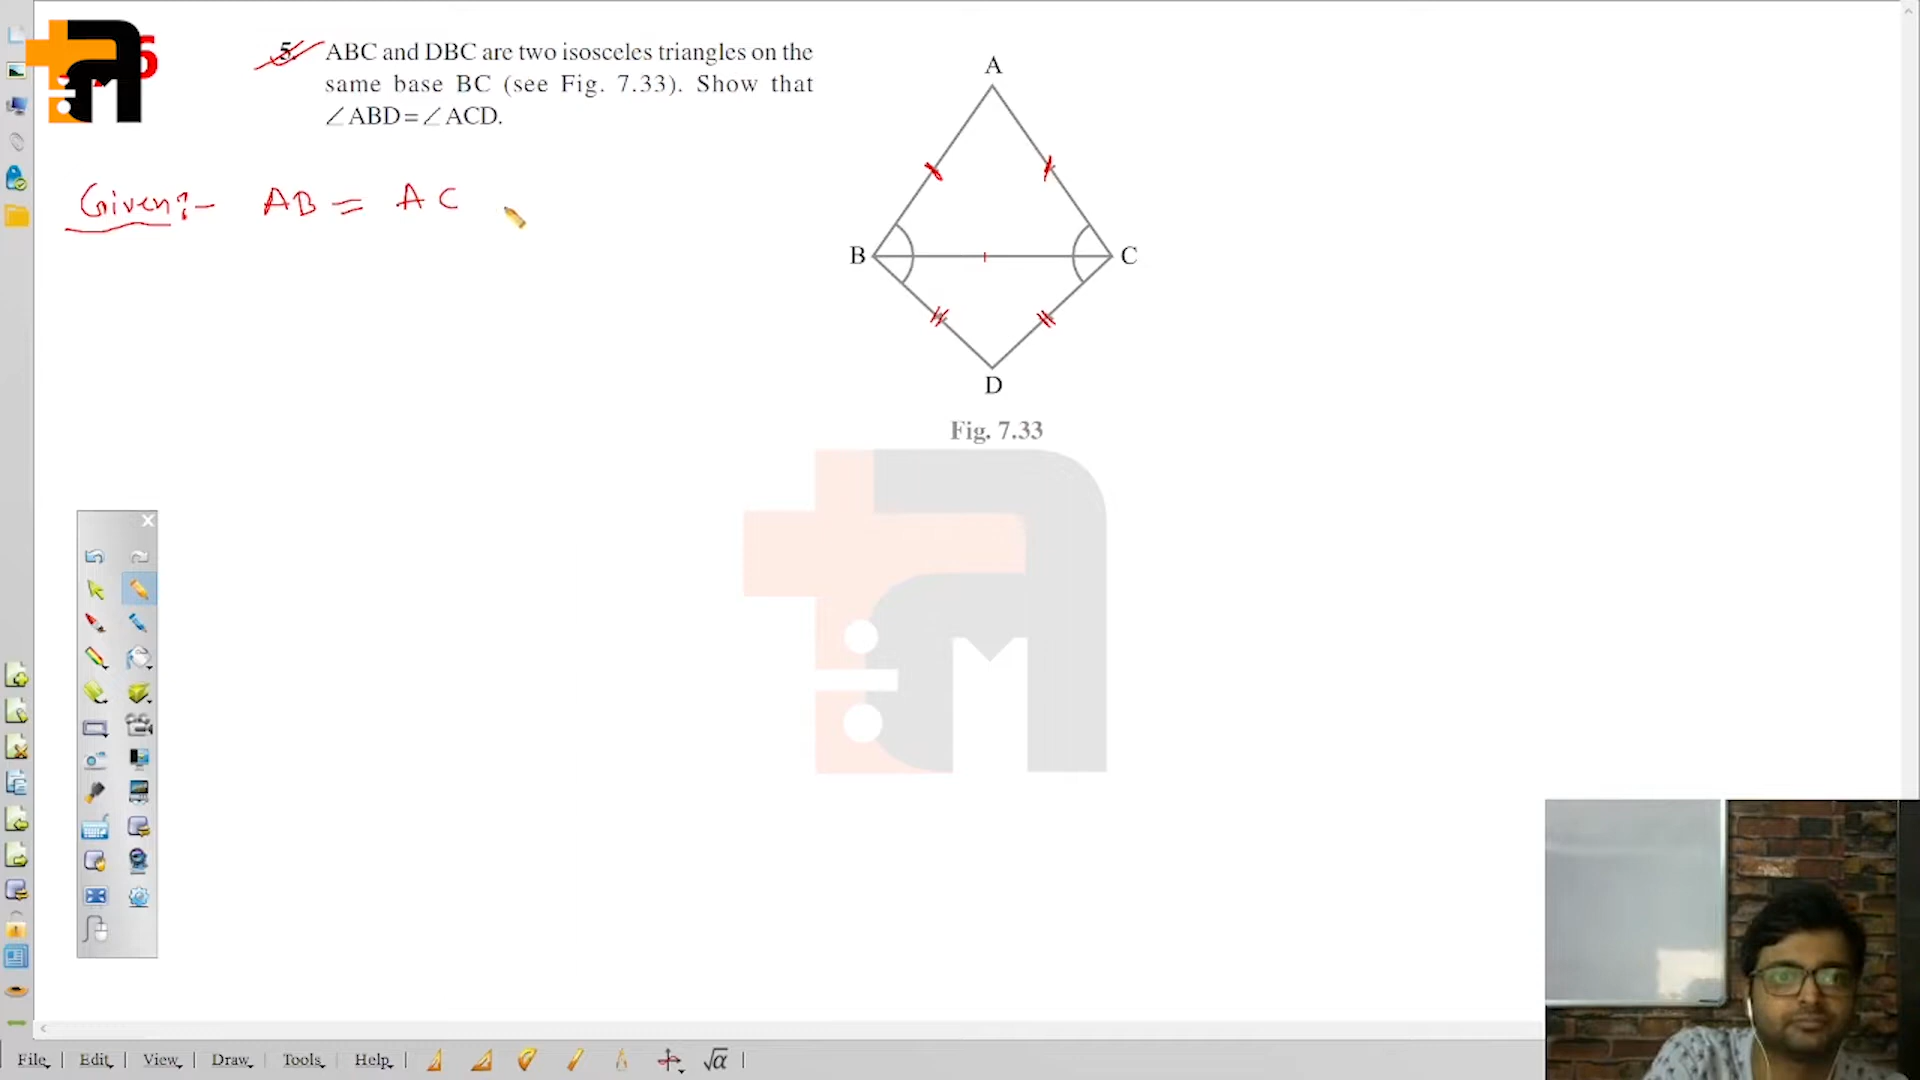 5. ABC and DBC are two isosceles triangles on the
same base BC (see Fig. 7.33). Show that
∠ABD = ∠ACD.
Given:- AB = AC
A
B
C
D
Fig. 7.33
File
Edit
View
Draw
Tools
Help
√α